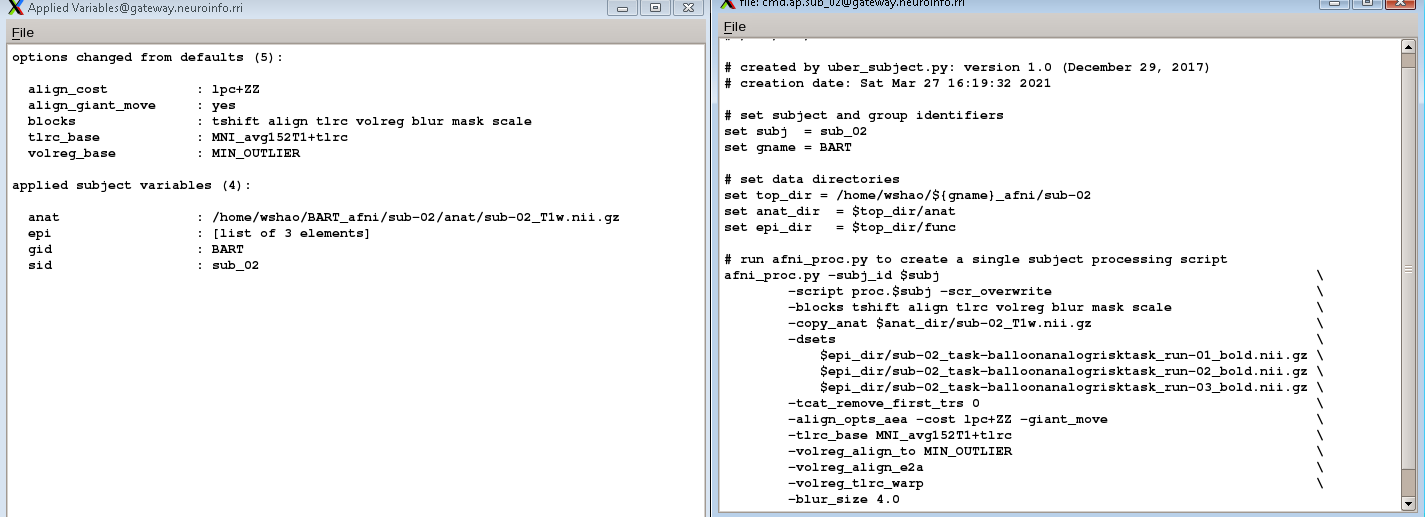 Applied Variables@gateway.neuroinfo.rri
File
options changed from defaults (5):
align_cost : lpc+ZZ
align_giant_move : yes
blocks : tshift align tlrc volreg blur mask scale
tlrc_base : MNI_avg152T1+tlrc
volreg_base : MIN_OUTLIER
applied subject variables (4):
anat : /home/wshao/BART_afni/sub-02/anat/sub-02_T1w.nii.gz
epi : [list of 3 elements]
gid : BART
sid : sub_02
file: cmd.ap.sub_02@gateway.neuroinfo.rri
File
# created by uber_subject.py: version 1.0 (December 29, 2017)
# creation date: Sat Mar 27 16:19:32 2021
# set subject and group identifiers
set subj = sub_02
set gname = BART
# set data directories
set top_dir = /home/wshao/${gname}_afni/sub-02
set anat_dir = $top_dir/anat
set epi_dir = $top_dir/func
# run afni_proc.py to create a single subject processing script
afni_proc.py -subj_id $subj \
-script proc.$subj -scr_overwrite \
-blocks tshift align tlrc volreg blur mask scale \
-copy_anat $anat_dir/sub-02_T1w.nii.gz \
-dsets \
$epi_dir/sub-02_task-balloonanalogrisktask_run-01_bold.nii.gz \
$epi_dir/sub-02_task-balloonanalogrisktask_run-02_bold.nii.gz \
$epi_dir/sub-02_task-balloonanalogrisktask_run-03_bold.nii.gz \
-tcat_remove_first_trs 0 \
-align_opts_aea -cost lpc+ZZ -giant_move \
-tlrc_base MNI_avg152T1+tlrc \
-volreg_align_to MIN_OUTLIER \
-volreg_align_e2a \
-volreg_tlrc_warp \
-blur_size 4.0